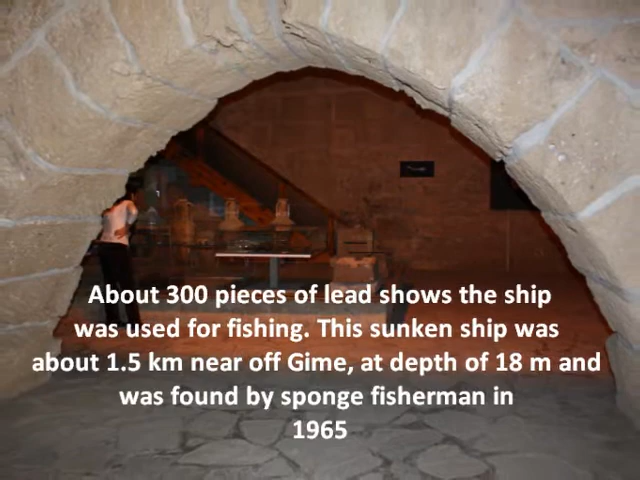 About 300 pieces of lead shows the ship
was used for fishing. This sunken ship was
about 1.5 km near off Gime, at depth of 18 m and
was found by sponge fisherman in
1965